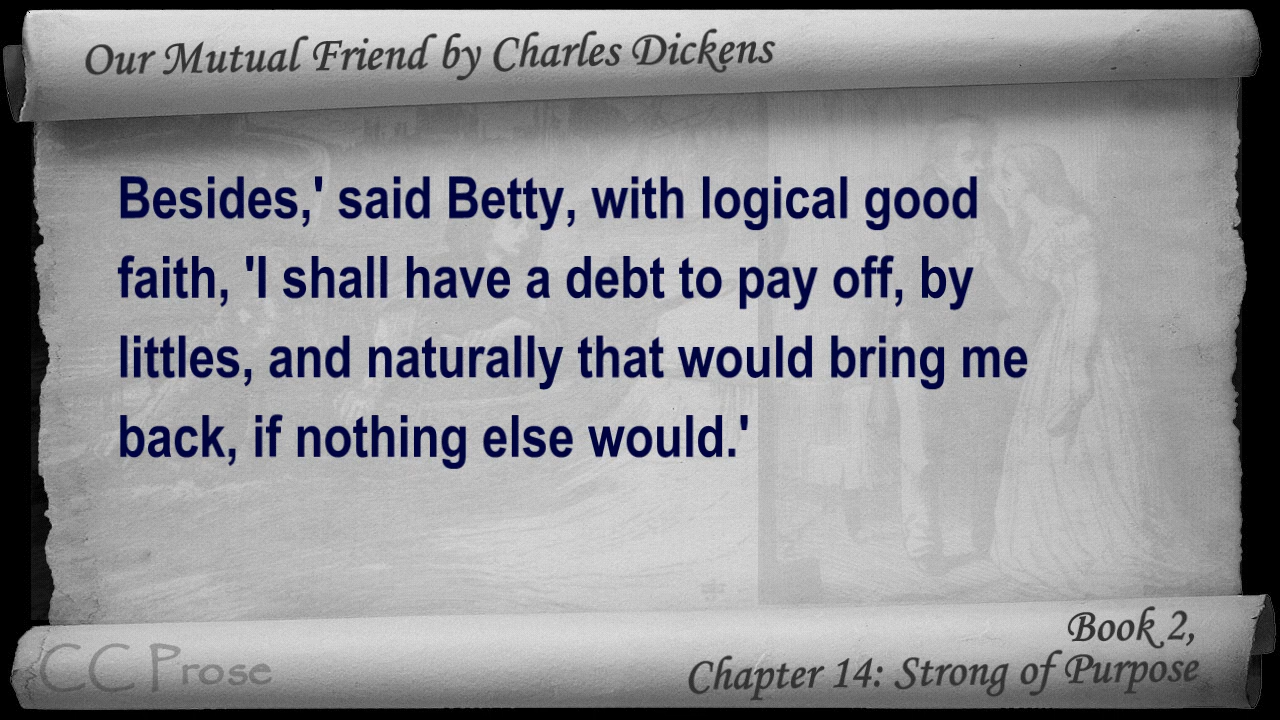 Our Mutual Friend by Charles Dickens
Besides,' said Betty, with logical good
faith, 'I shall have a debt to pay off, by
littles, and naturally that would bring me
back, if nothing else would.'
Book 2,
Chapter 14: Strong of Purpose
CC Prose